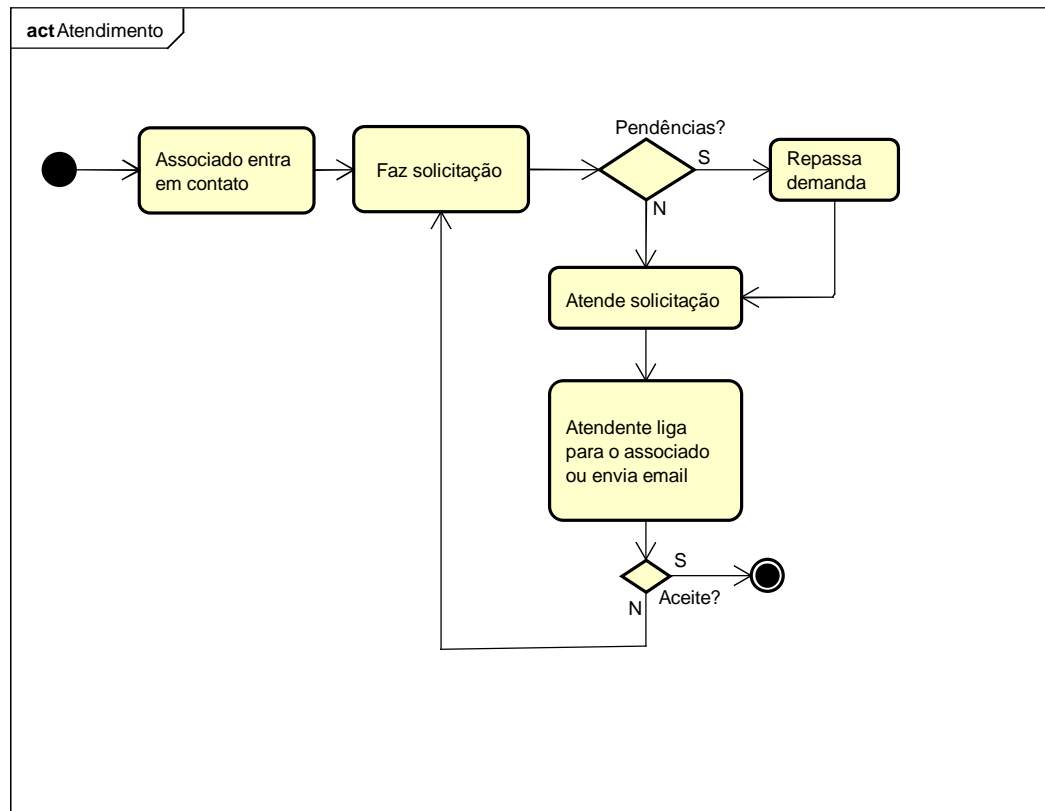 act Atendimento
Associado entra
em contato
Faz solicitação
Pendências?
S
N
Repassa
demanda
Atende solicitação
Atendente liga
para o associado
ou envia email
S
N
Aceite?